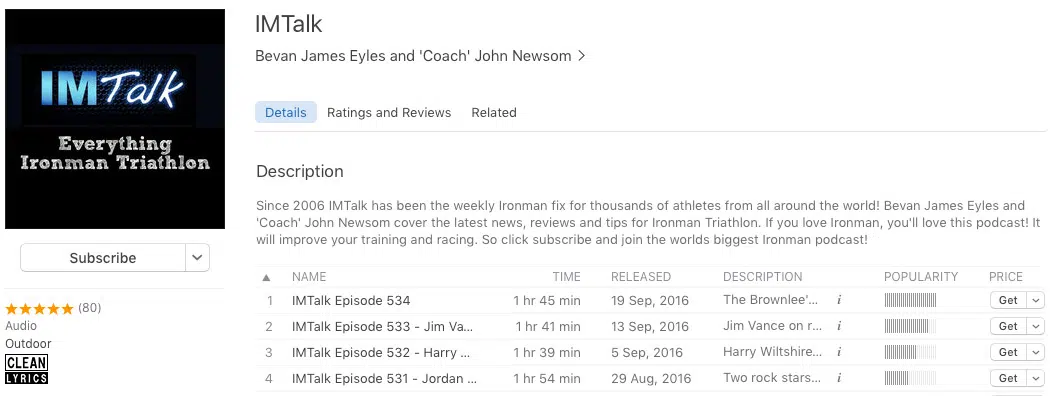 IMTalk
Everything
Ironman Triathlon
Subscribe
(80)
Audio
Outdoor
CLEAN
LYRICS
IMTalk
Bevan James Eyles and 'Coach' John Newsom
Details Ratings and Reviews Related
Description
Since 2006 IMTalk has been the weekly Ironman fix for thousands of athletes from all around the world! Bevan James Eyles and
'Coach' John Newsom cover the latest news, reviews and tips for Ironman Triathlon. If you love Ironman, you'll love this podcast! It
will improve your training and racing. So click subscribe and join the worlds biggest Ironman podcast!
NAME TIME RELEASED DESCRIPTION POPULARITY PRICE
1 IMTalk Episode 534 1 hr 45 min 19 Sep, 2016 The Brownlee'... i Get
2 IMTalk Episode 533 - Jim Va... 1 hr 41 min 13 Sep, 2016 Jim Vance on r... i Get
3 IMTalk Episode 532 - Harry ... 1 hr 39 min 5 Sep, 2016 Harry Wiltshire... i Get
4 IMTalk Episode 531 - Jordan ... 1 hr 54 min 29 Aug, 2016 Two rock stars... i Get